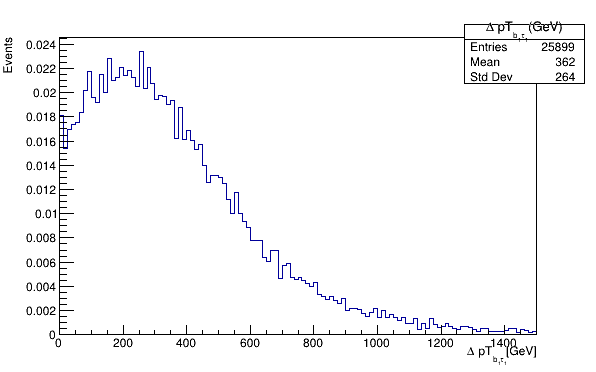 Δ pT_{b₁τ₁}(GeV)
Entries 25899
Mean 362
Std Dev 264
Events
0.024
0.022
0.02
0.018
0.016
0.014
0.012
0.01
0.008
0.006
0.004
0.002
0
0 200 400 600 800 1000 1200 1400
Δ pT_{b₁τ₁}[GeV]